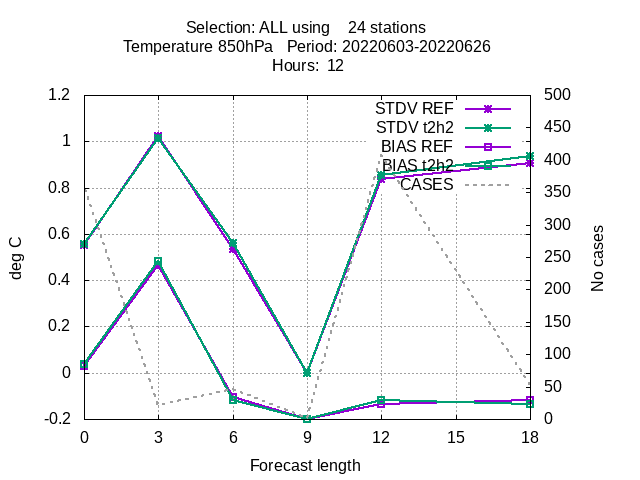 Selection: ALL using 24 stations
Temperature 850hPa Period: 20220603-20220626
Hours: 12
1.2
1
0.8
0.6
0.4
0.2
0
-0.2
deg C
500
450
400
350
300
250
200
150
100
50
0
No cases
STDV REF
STDV t2h2
BIAS REF
BIAS t2h2
CASES
0 3 6 9 12 15 18
Forecast length